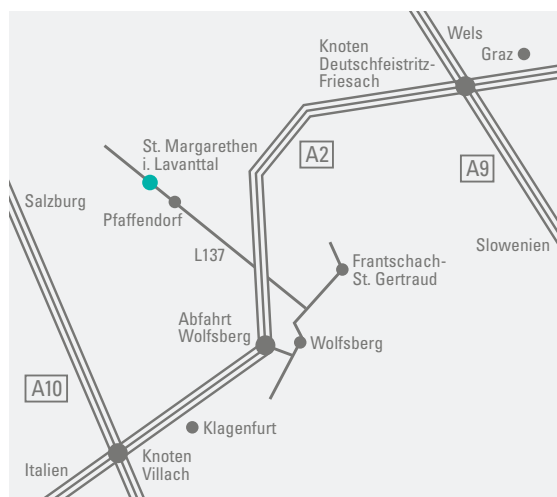 Wels
Graz
Knoten
Deutschfeistritz-
Friesach
St. Margarethen
i. Lavanttal
A2
A9
Salzburg
Pfaffendorf
L137
Slowenien
Frantschach-
St. Gertraud
Abfahrt
Wolfsberg
Wolfsberg
A10
Klagenfurt
Italien
Knoten
Villach